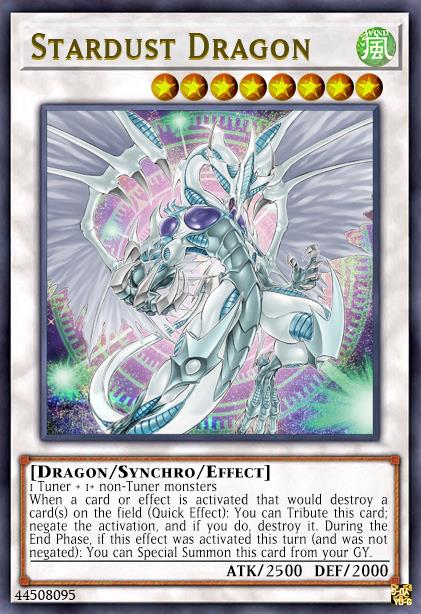 STARDUST DRAGON
WIND
風
[DRAGON/SYNCHRO/EFFECT]
1 Tuner + 1+ non-Tuner monsters
When a card or effect is activated that would destroy a
card(s) on the field (Quick Effect): You can Tribute this card;
negate the activation, and if you do, destroy it. During the
End Phase, if this effect was activated this turn (and was not
negated): You can Special Summon this card from your GY.
ATK/2500 DEF/2000
44508095